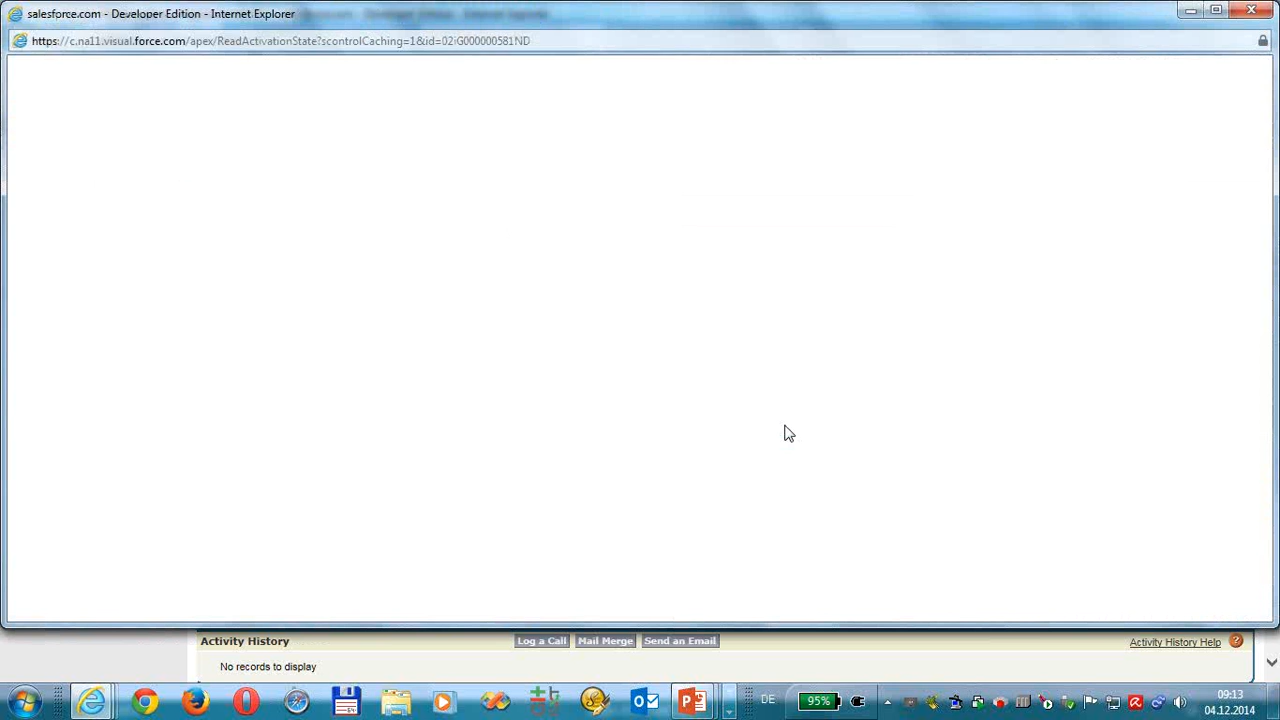 salesforce.com - Developer Edition - Internet Explorer
https://c.na11.visual.force.com/apex/ReadActivationState?scontrolCaching=1&id=02iG000000581ND
Activity History
Log a Call
Mail Merge
Send an Email
Activity History Help
No records to display
DE
95%
09:13
04.12.2014